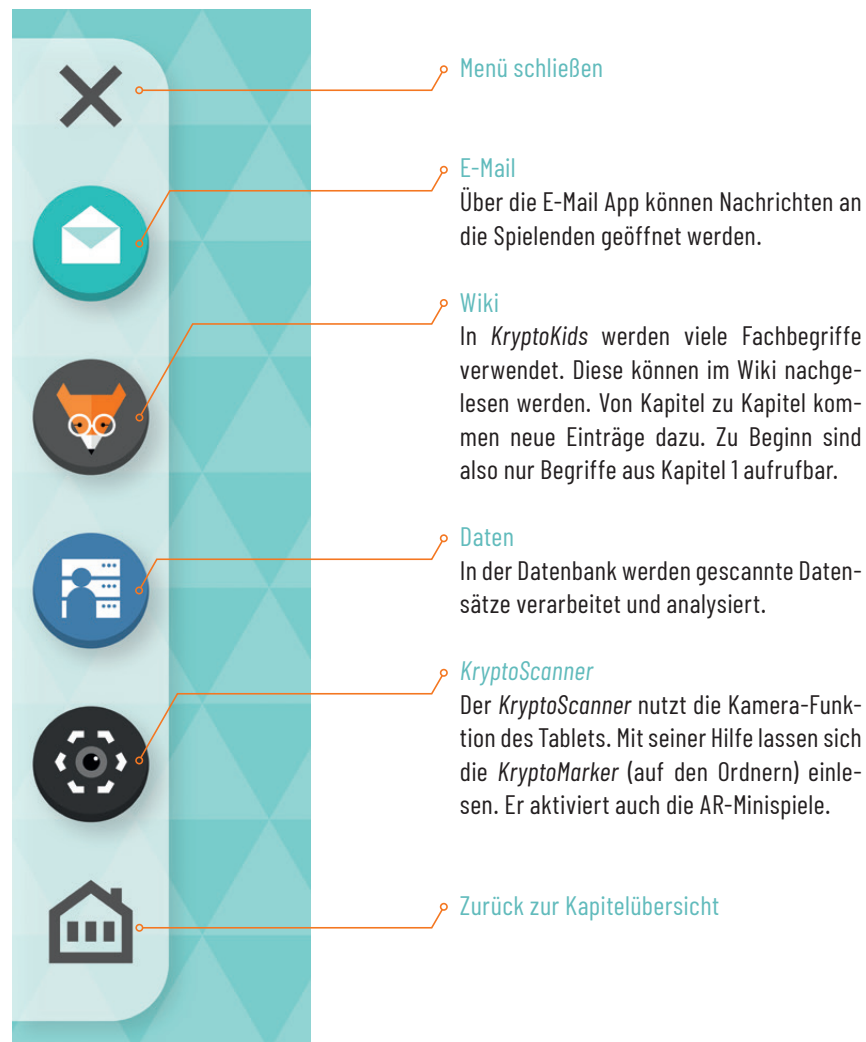 Menü schließen
E-Mail
Über die E-Mail App können Nachrichten an
die Spielenden geöffnet werden.
Wiki
In KryptoKids werden viele Fachbegriffe
verwendet. Diese können im Wiki nachge-
lesen werden. Von Kapitel zu Kapitel kom-
men neue Einträge dazu. Zu Beginn sind
also nur Begriffe aus Kapitel 1 aufrufbar.
Daten
In der Datenbank werden gescannte Daten-
sätze verarbeitet und analysiert.
KryptoScanner
Der KryptoScanner nutzt die Kamera-Funk-
tion des Tablets. Mit seiner Hilfe lassen sich
die KryptoMarker (auf den Ordnern) einle-
sen. Er aktiviert auch die AR-Minispiele.
Zurück zur Kapitelübersicht